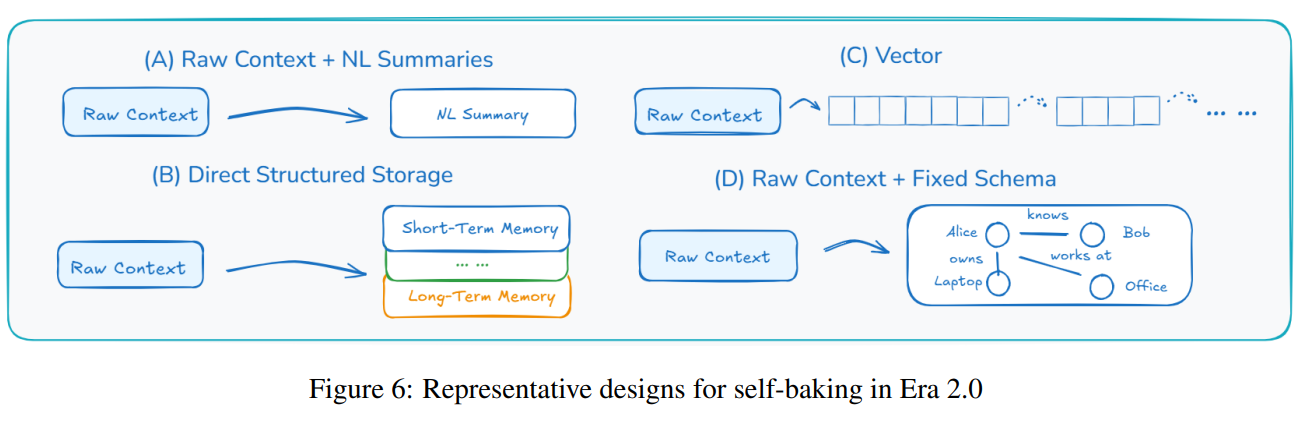 (A) Raw Context + NL Summaries
Raw Context
NL Summary
(B) Direct Structured Storage
Raw Context
Short-Term Memory
... ...
Long-Term Memory
(C) Vector
Raw Context
... ...
(D) Raw Context + Fixed Schema
Raw Context
knows
Alice
Bob
owns
works at
Laptop
Office
Figure 6: Representative designs for self-baking in Era 2.0